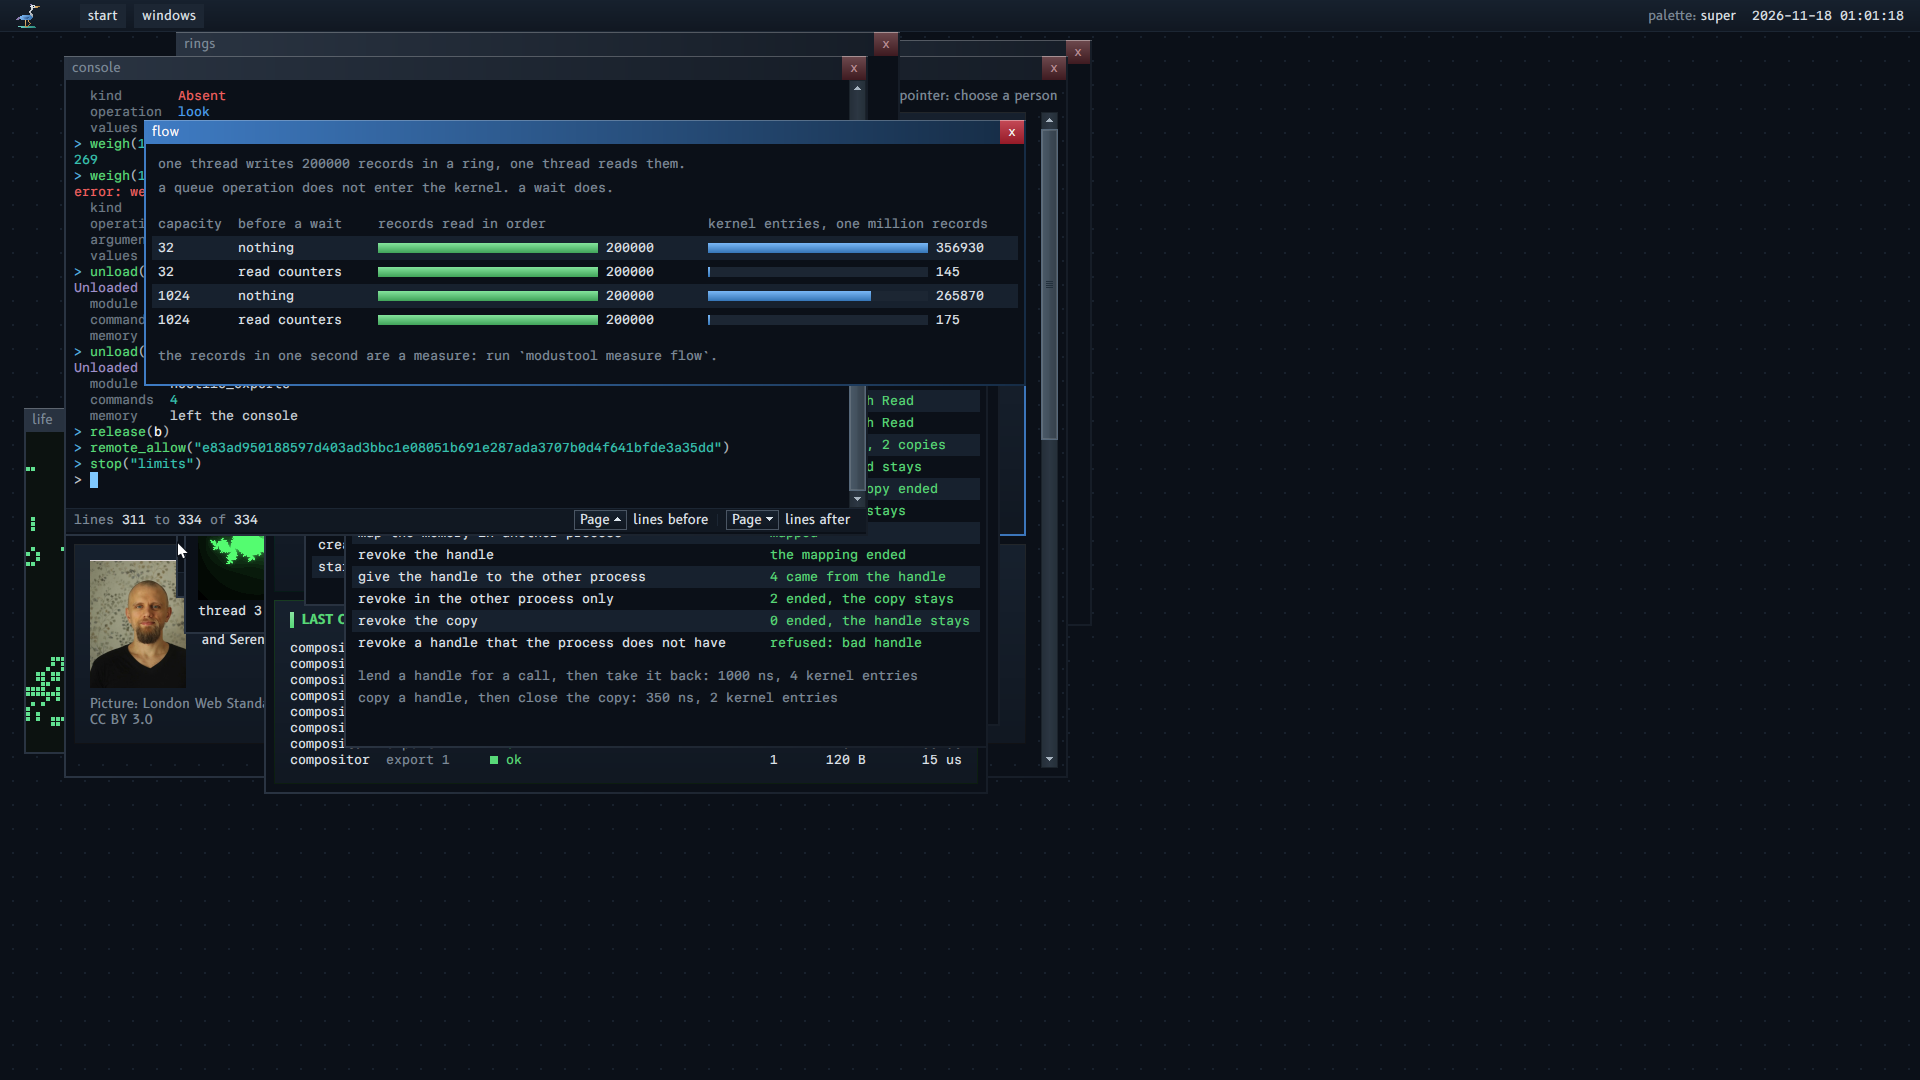 start windows palette: super 2026-11-18 01:01:18
rings x
x
console x
x
kind Absent
pointer: choose a person
operation look
values
flow x
> weigh(1
269
> weigh(1
error: we
kind
operati
argumen
values
> unload(
Unloaded
module
command
memory
> unload(
Unloaded
module
one thread writes 200000 records in a ring, one thread reads them.
a queue operation does not enter the kernel. a wait does.
capacity before a wait records read in order kernel entries, one million records
32 nothing 200000 356930
32 read counters 200000 145
1024 nothing 200000 265870
1024 read counters 200000 175
the records in one second are a measure: run `modustool measure flow`.
commands 4
memory left the console
> release(b)
> remote_allow("e83ad950188597d403ad3bbc1e08051b691e287ada3707b0d4f641bfde3a35dd")
> stop("limits")
>
lines 311 to 334 of 334 Page lines before Page lines after
life
h Read
h Read
, 2 copies
d stays
opy ended
stays
crea
star
map the memory in another process mapped
revoke the handle the mapping ended
give the handle to the other process 4 came from the handle
revoke in the other process only 2 ended, the copy stays
revoke the copy 0 ended, the handle stays
revoke a handle that the process does not have refused: bad handle
lend a handle for a call, then take it back: 1000 ns, 4 kernel entries
copy a handle, then close the copy: 350 ns, 2 kernel entries
thread 3
and Seren
Picture: London Web Standa
CC BY 3.0
LAST C
composi
composi
composi
composi
composi
composi
composi
compositor export 1 ok 1 120 B 15 us